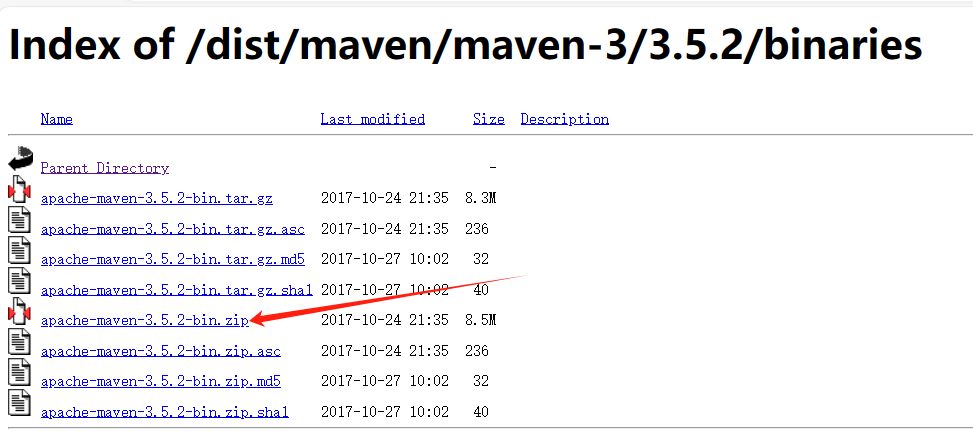 Index of /dist/maven/maven-3/3.5.2/binaries
Name Last modified Size Description
Parent Directory -
apache-maven-3.5.2-bin.tar.gz 2017-10-24 21:35 8.3M
apache-maven-3.5.2-bin.tar.gz.asc 2017-10-24 21:35 236
apache-maven-3.5.2-bin.tar.gz.md5 2017-10-27 10:02 32
apache-maven-3.5.2-bin.tar.gz.sha1 2017-10-27 10:02 40
apache-maven-3.5.2-bin.zip 2017-10-24 21:35 8.5M
apache-maven-3.5.2-bin.zip.asc 2017-10-24 21:35 236
apache-maven-3.5.2-bin.zip.md5 2017-10-27 10:02 32
apache-maven-3.5.2-bin.zip.sha1 2017-10-27 10:02 40